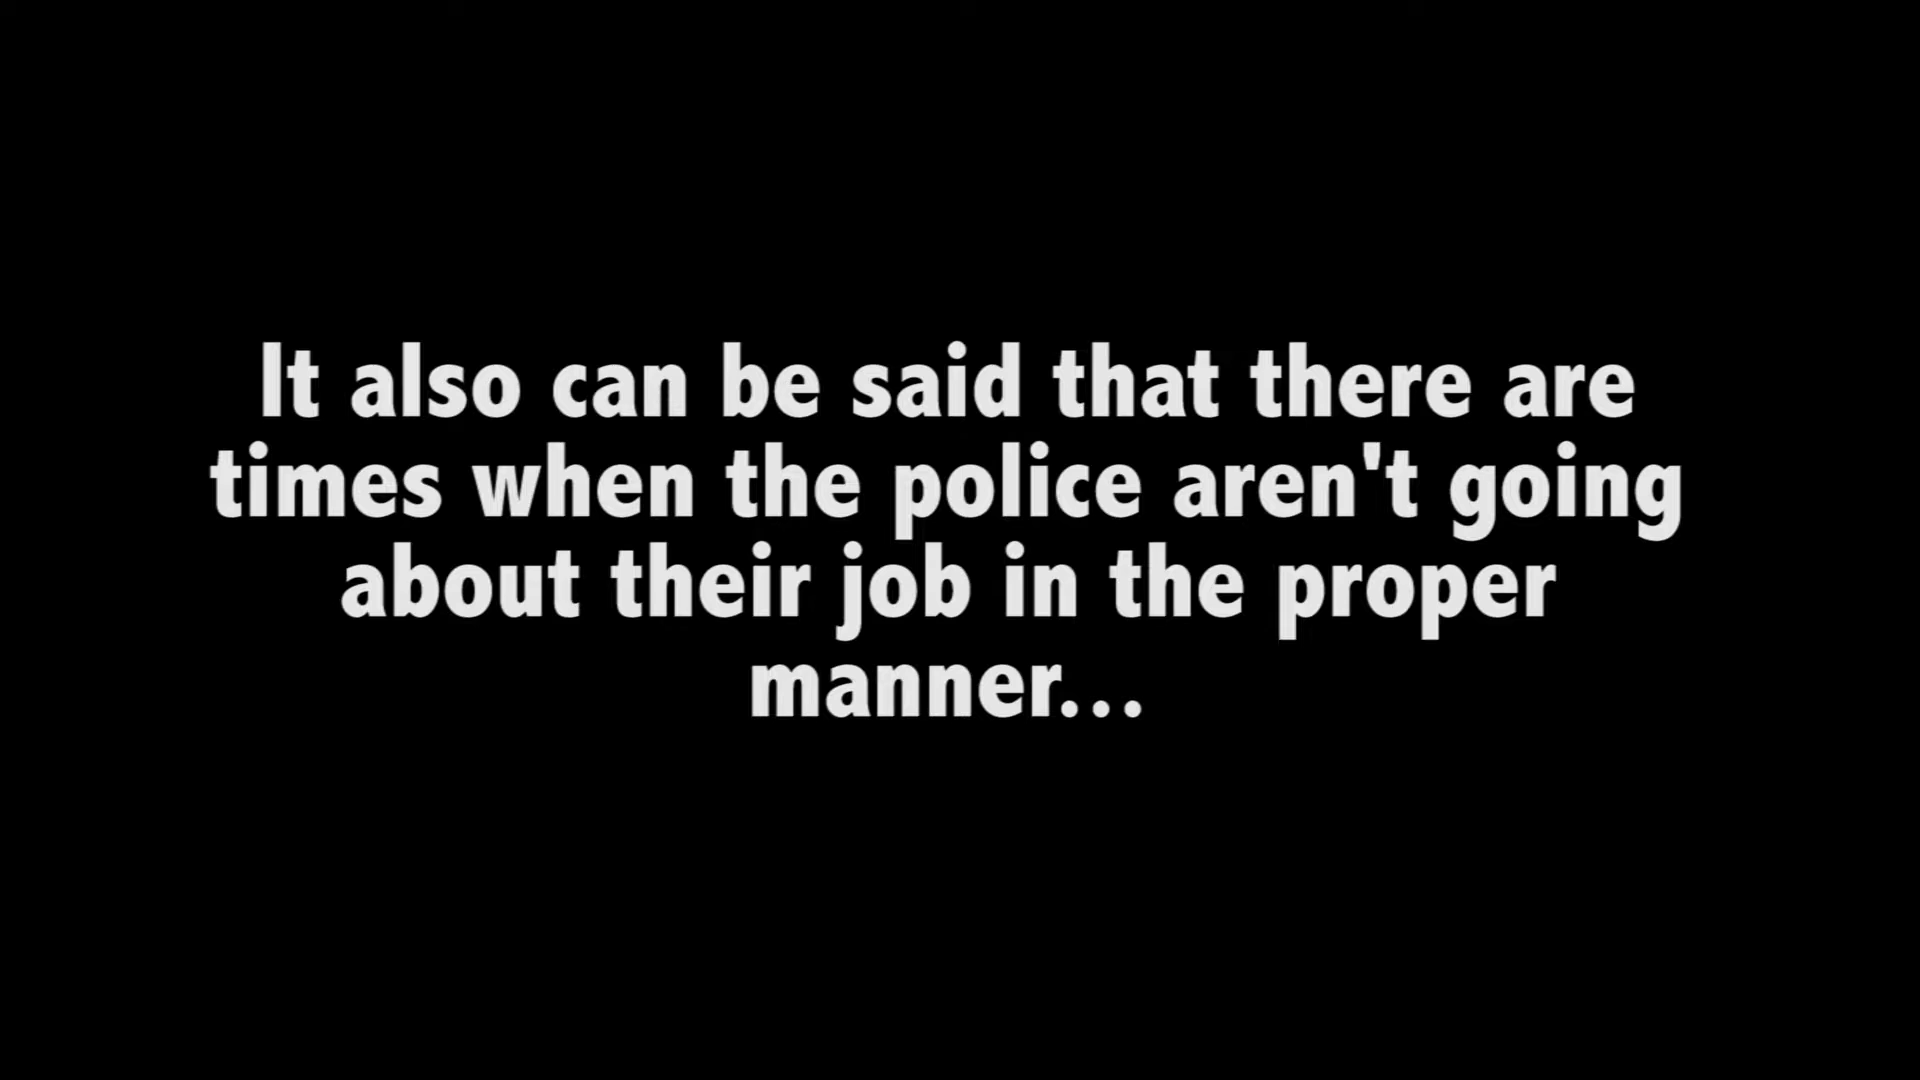 It also can be said that there are
times when the police aren't going
about their job in the proper
manner...